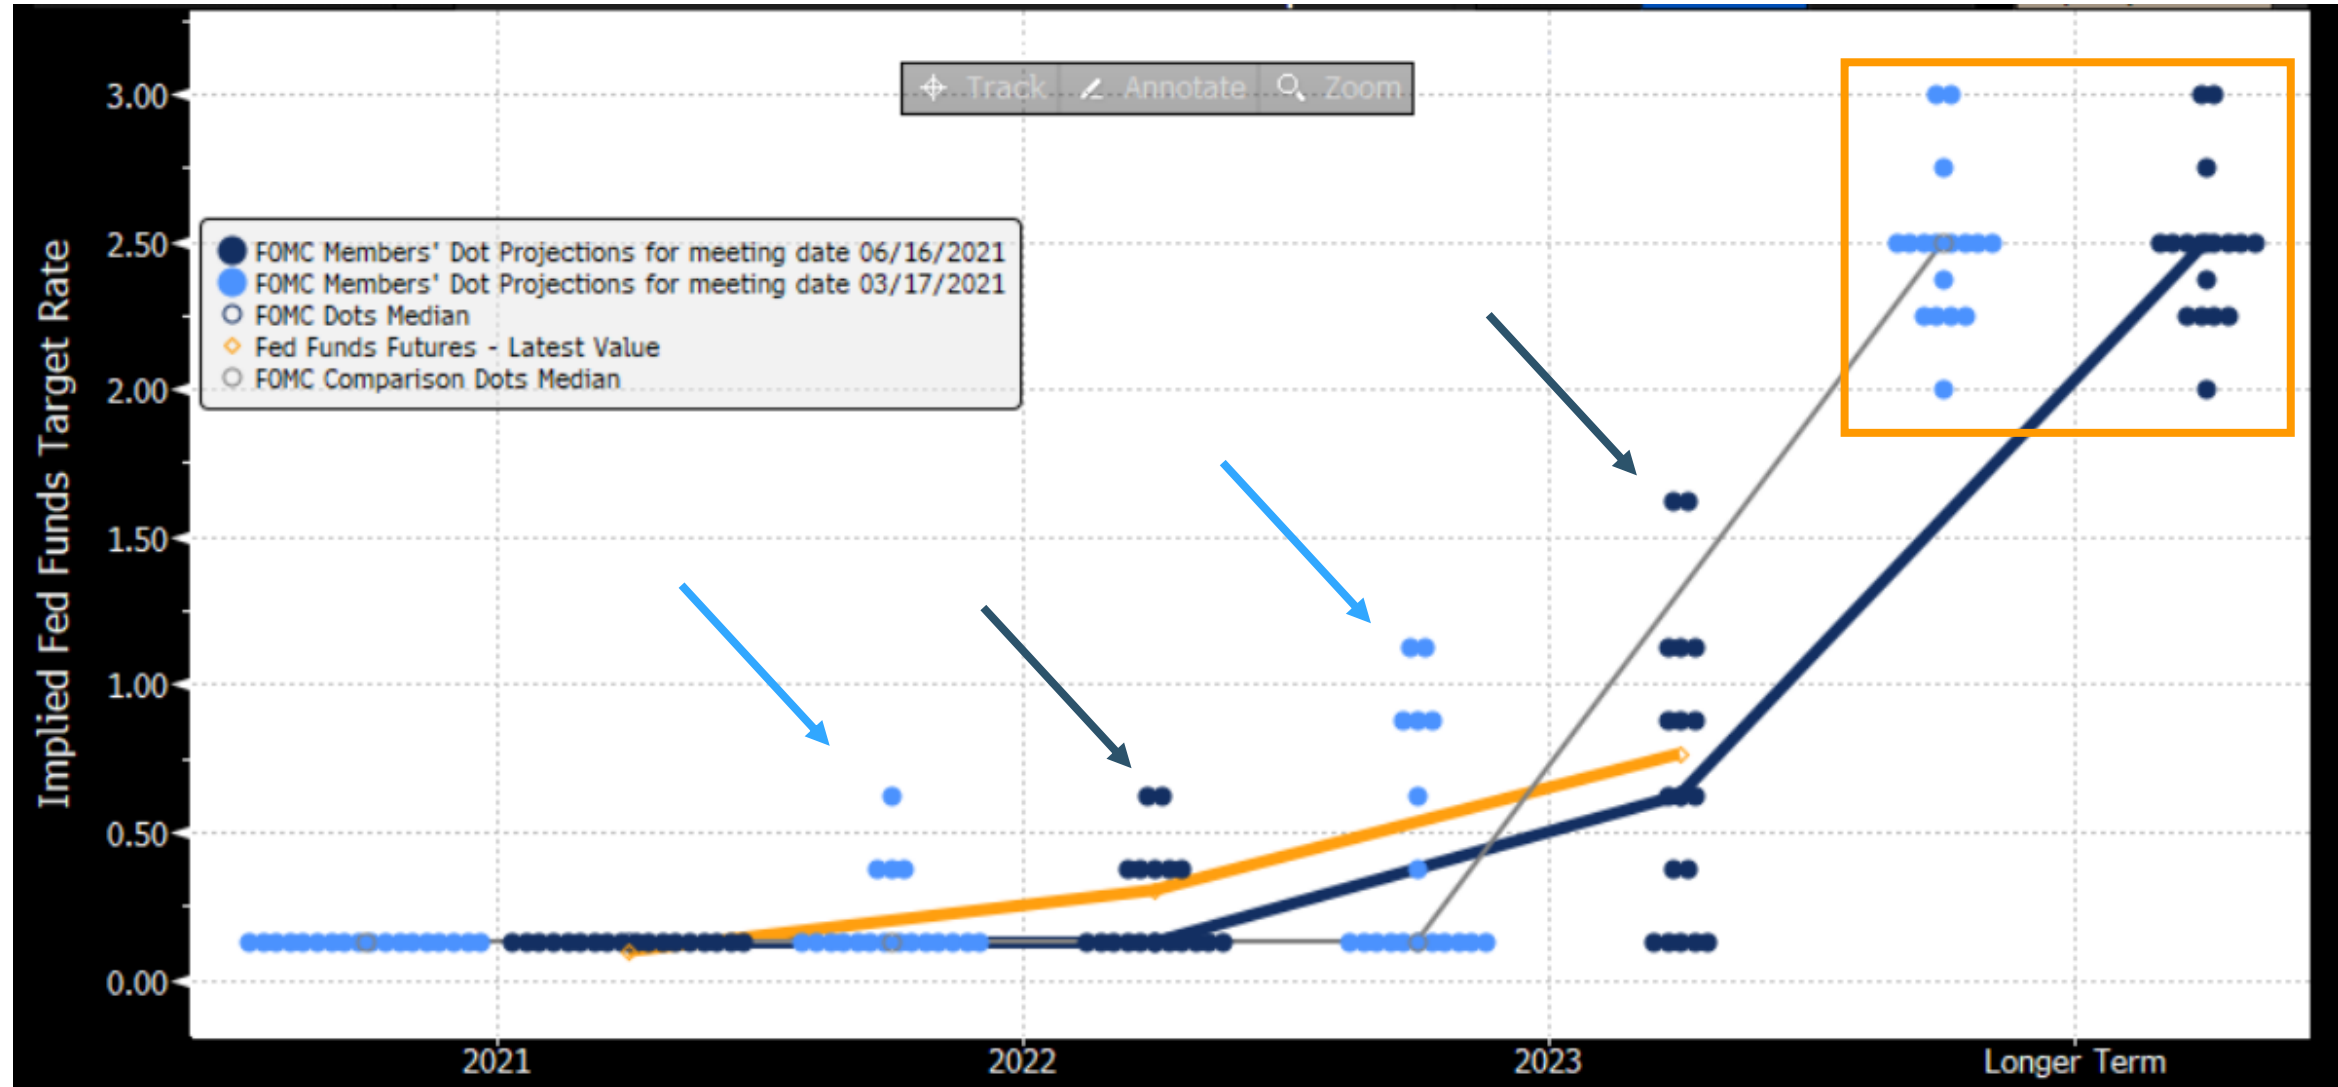 Track Annotate Zoom
3.00
2.50
2.00
1.50
1.00
0.50
0.00
Implied Fed Funds Target Rate
FOMC Members' Dot Projections for meeting date 06/16/2021
FOMC Members' Dot Projections for meeting date 03/17/2021
FOMC Dots Median
Fed Funds Futures - Latest Value
FOMC Comparison Dots Median
2021 2022 2023 Longer Term